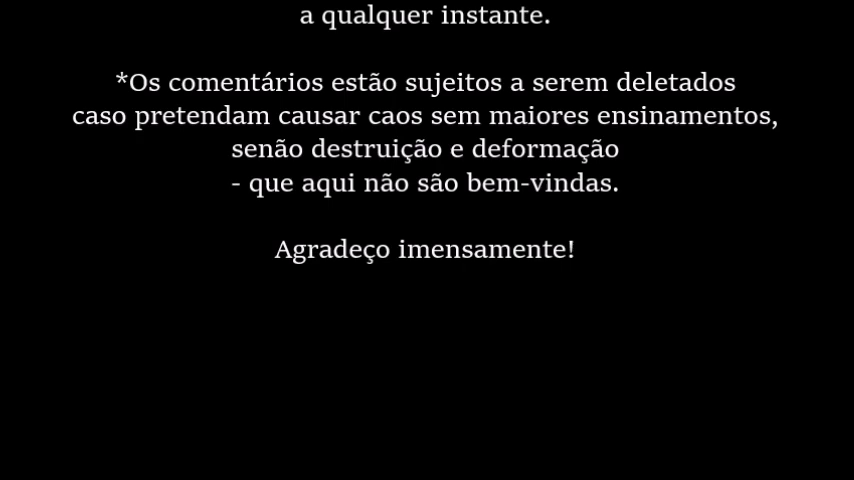 a qualquer instante.
*Os comentários estão sujeitos a serem deletados
caso pretendam causar caos sem maiores ensinamentos,
senão destruição e deformação
- que aqui não são bem-vindas.
Agradeço imensamente!